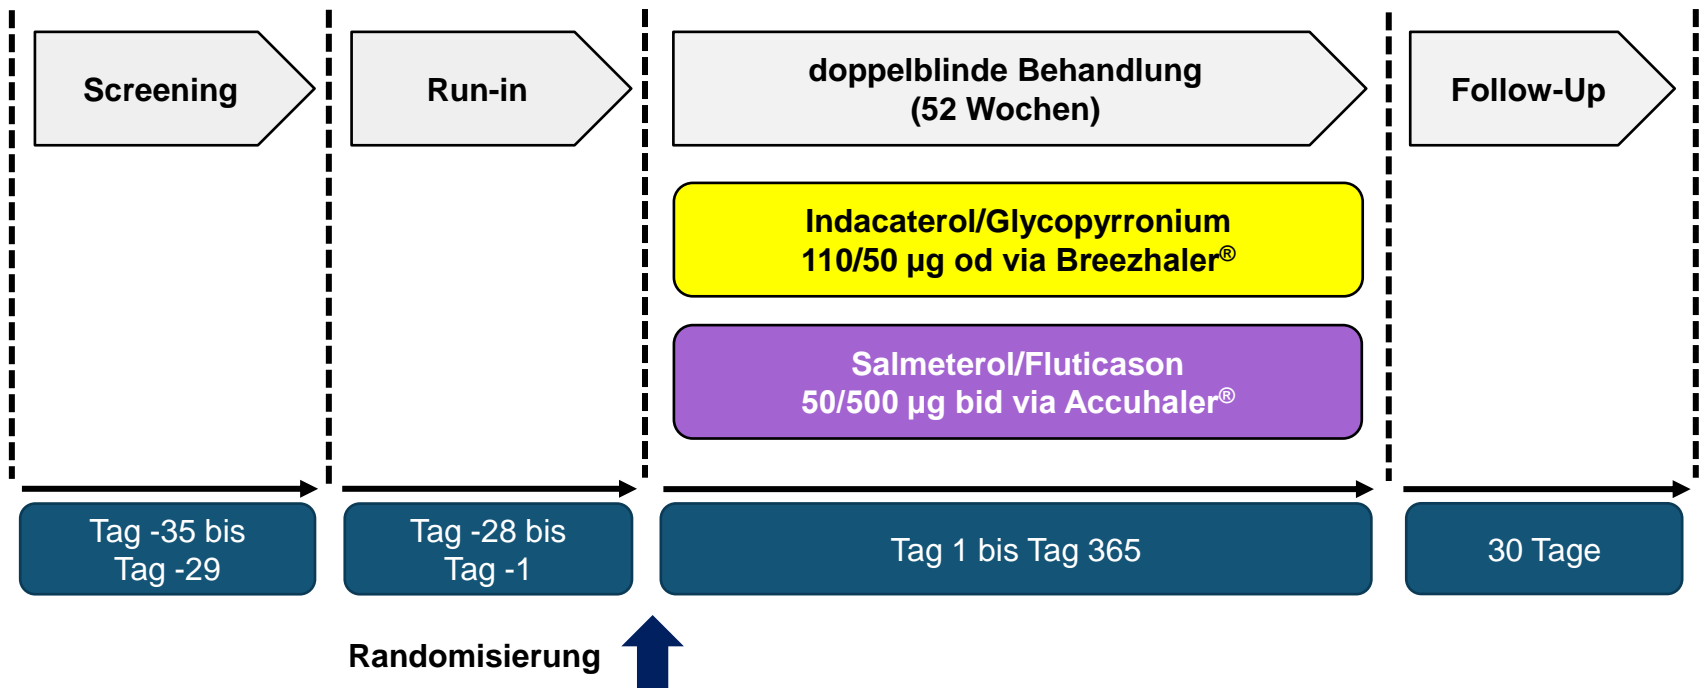 Screening
Run-in
doppelblinde Behandlung
(52 Wochen)
Follow-Up
Indacaterol/Glycopyrronium
110/50 µg od via Breezhaler®
Salmeterol/Fluticason
50/500 µg bid via Accuhaler®
Tag -35 bis
Tag -29
Tag -28 bis
Tag -1
Tag 1 bis Tag 365
30 Tage
Randomisierung